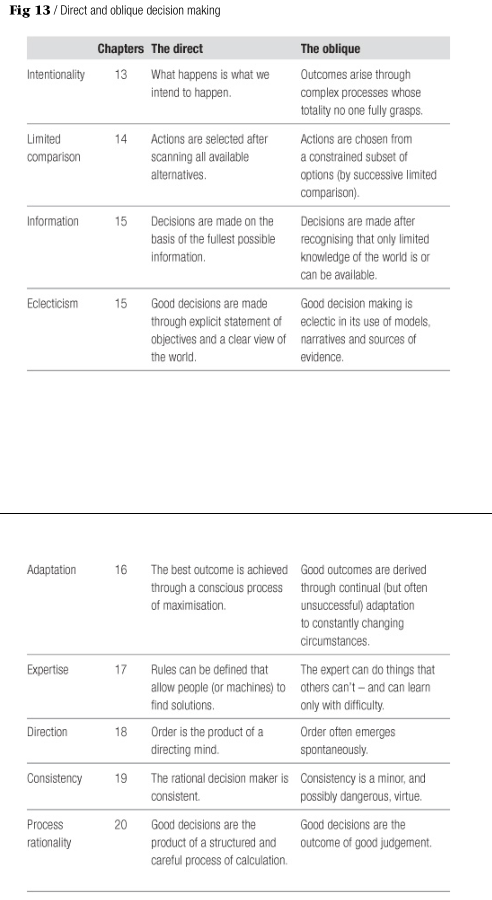 Fig 13 / Direct and oblique decision making
Chapters The direct The oblique
Intentionality 13 What happens is what we Outcomes arise through
intend to happen. complex processes whose
totality no one fully grasps.
Limited 14 Actions are selected after Actions are chosen from
comparison scanning all available a constrained subset of
alternatives. options (by successive limited
comparison).
Information 15 Decisions are made on the Decisions are made after
basis of the fullest possible recognising that only limited
information. knowledge of the world is or
can be available.
Eclecticism 15 Good decisions are made Good decision making is
through explicit statement of eclectic in its use of models,
objectives and a clear view of narratives and sources of
the world. evidence.
Adaptation 16 The best outcome is achieved Good outcomes are derived
through a conscious process through continual (but often
of maximisation. unsuccessful) adaptation
to constantly changing
circumstances.
Expertise 17 Rules can be defined that The expert can do things that
allow people (or machines) to others can't – and can learn
find solutions. only with difficulty.
Direction 18 Order is the product of a Order often emerges
directing mind. spontaneously.
Consistency 19 The rational decision maker is Consistency is a minor, and
consistent. possibly dangerous, virtue.
Process 20 Good decisions are the Good decisions are the
rationality product of a structured and outcome of good judgement.
careful process of calculation.